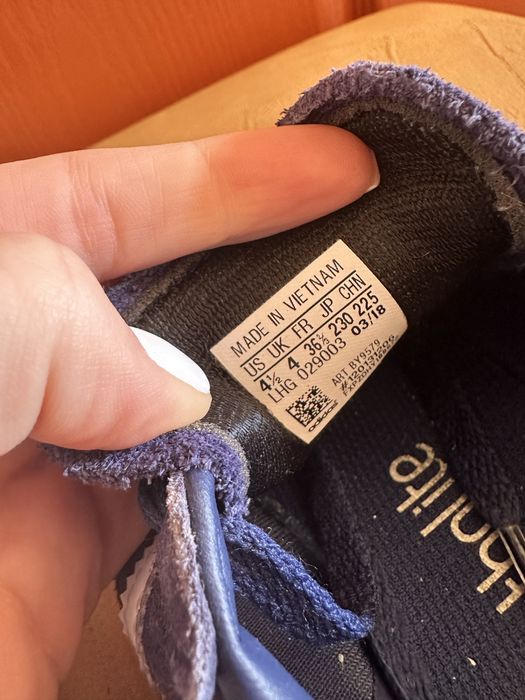 MADE IN VIETNAM
US UK FR JP CHN
4½ 4 36⅔ 230 225
LHG 029003 03/18
ART BY9579
tholite